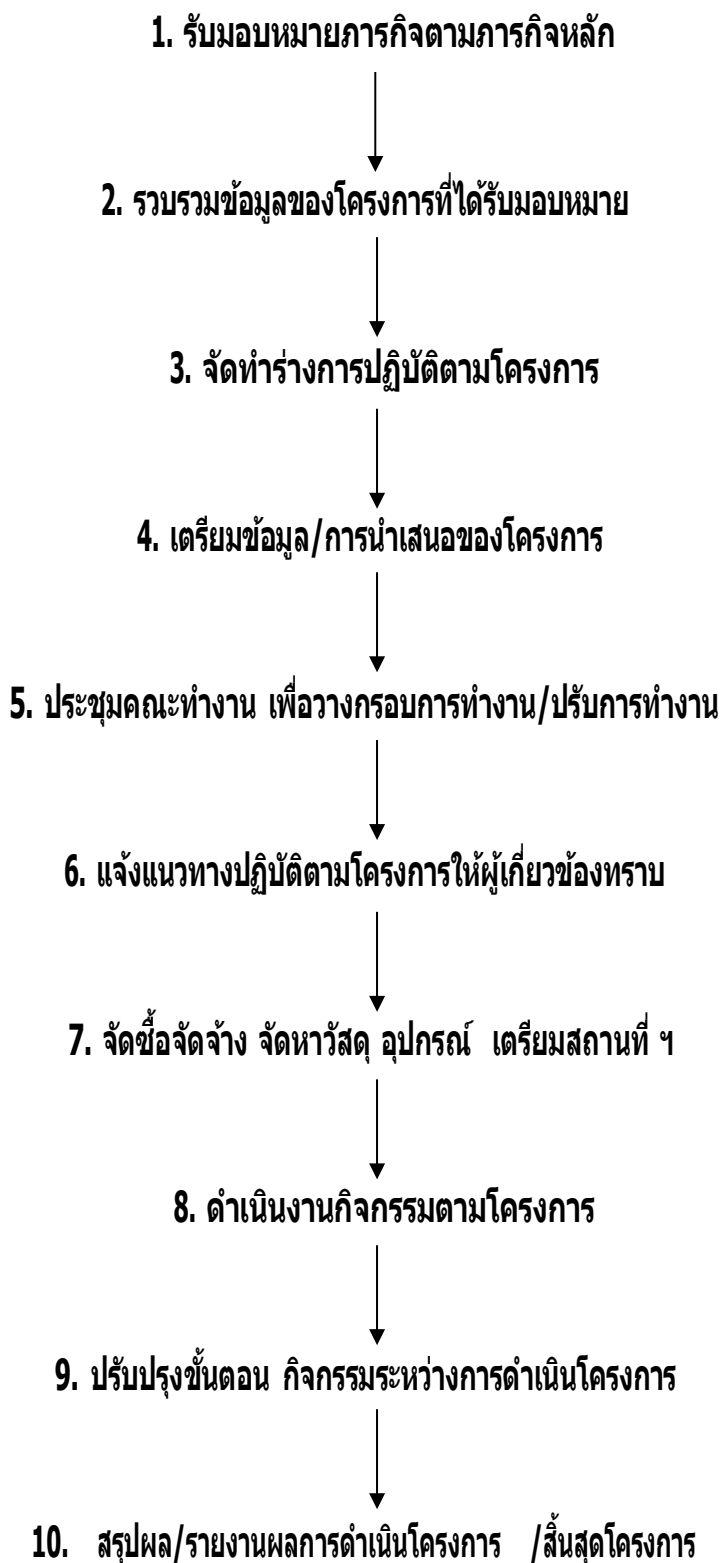 1. รับมอบหมายภารกิจตามภารกิจหลัก
2. รวบรวมข้อมูลของโครงการที่ได้รับมอบหมาย
3. จัดทำร่างการปฏิบัติตามโครงการ
4. เตรียมข้อมูล/การนำเสนอของโครงการ
5. ประชุมคณะทำงาน เพื่อวางกรอบการทำงาน/ปรับการทำงาน
6. แจ้งแนวทางปฏิบัติตามโครงการให้ผู้เกี่ยวข้องทราบ
7. จัดซื้อจัดจ้าง จัดหาวัสดุ อุปกรณ์ เตรียมสถานที่ ฯ
8. ดำเนินงานกิจกรรมตามโครงการ
9. ปรับปรุงขั้นตอน กิจกรรมระหว่างการดำเนินโครงการ
10. สรุปผล/รายงานผลการดำเนินโครงการ /สิ้นสุดโครงการ